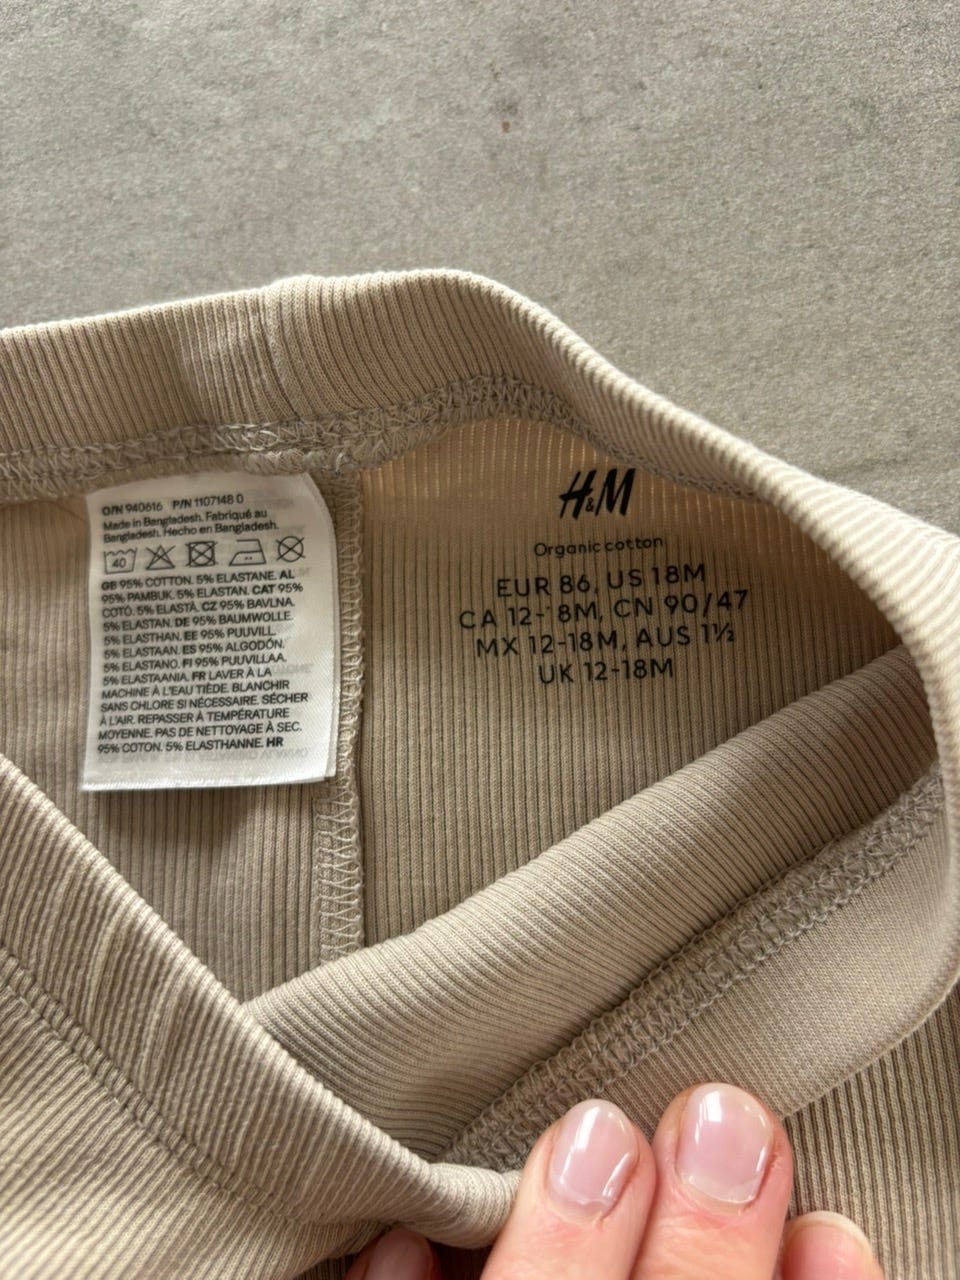 O/N 940616 P/N 1107148 0
Made in Bangladesh. Fabriqué au
Bangladesh. Hecho en Bangladesh.
40
GB 95% COTTON. 5% ELASTANE. AL
95% PAMBUK. 5% ELASTAN. CAT 95%
COTÓ. 5% ELASTÀ. CZ 95% BAVLNA.
5% ELASTAN. DE 95% BAUMWOLLE.
5% ELASTHAN. EE 95% PUUVILL.
5% ELASTAAN. ES 95% ALGODÓN.
5% ELASTANO. FI 95% PUUVILLAA.
5% ELASTAANIA. FR LAVER À LA
MACHINE À L'EAU TIÈDE. BLANCHIR
SANS CHLORE SI NÉCESSAIRE. SÉCHER
À L'AIR. REPASSER À TEMPÉRATURE
MOYENNE. PAS DE NETTOYAGE À SEC.
95% COTON. 5% ELASTHANNE. HR
H&M
Organic cotton
EUR 86, US 18M
CA 12-18M, CN 90/47
MX 12-18M, AUS 1½
UK 12-18M